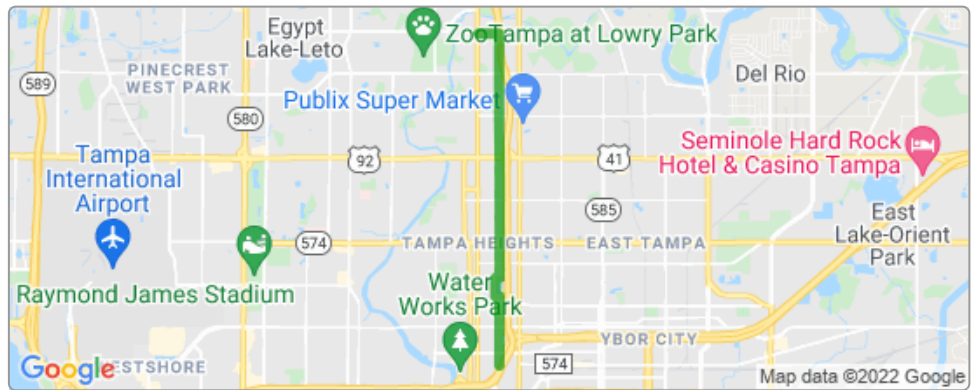 Egypt
Lake-Leto
ZooTampa at Lowry Park
Del Rio
PINECREST
WEST PARK
589
Publix Super Market
580
Seminole Hard Rock
Hotel & Casino Tampa
92
41
Tampa
International
Airport
585
East
Lake-Orient
Park
574
TAMPA HEIGHTS
EAST TAMPA
Raymond James Stadium
Water
Works Park
YBOR CITY
574
Google
ESTSHORE
Map data ©2022 Google